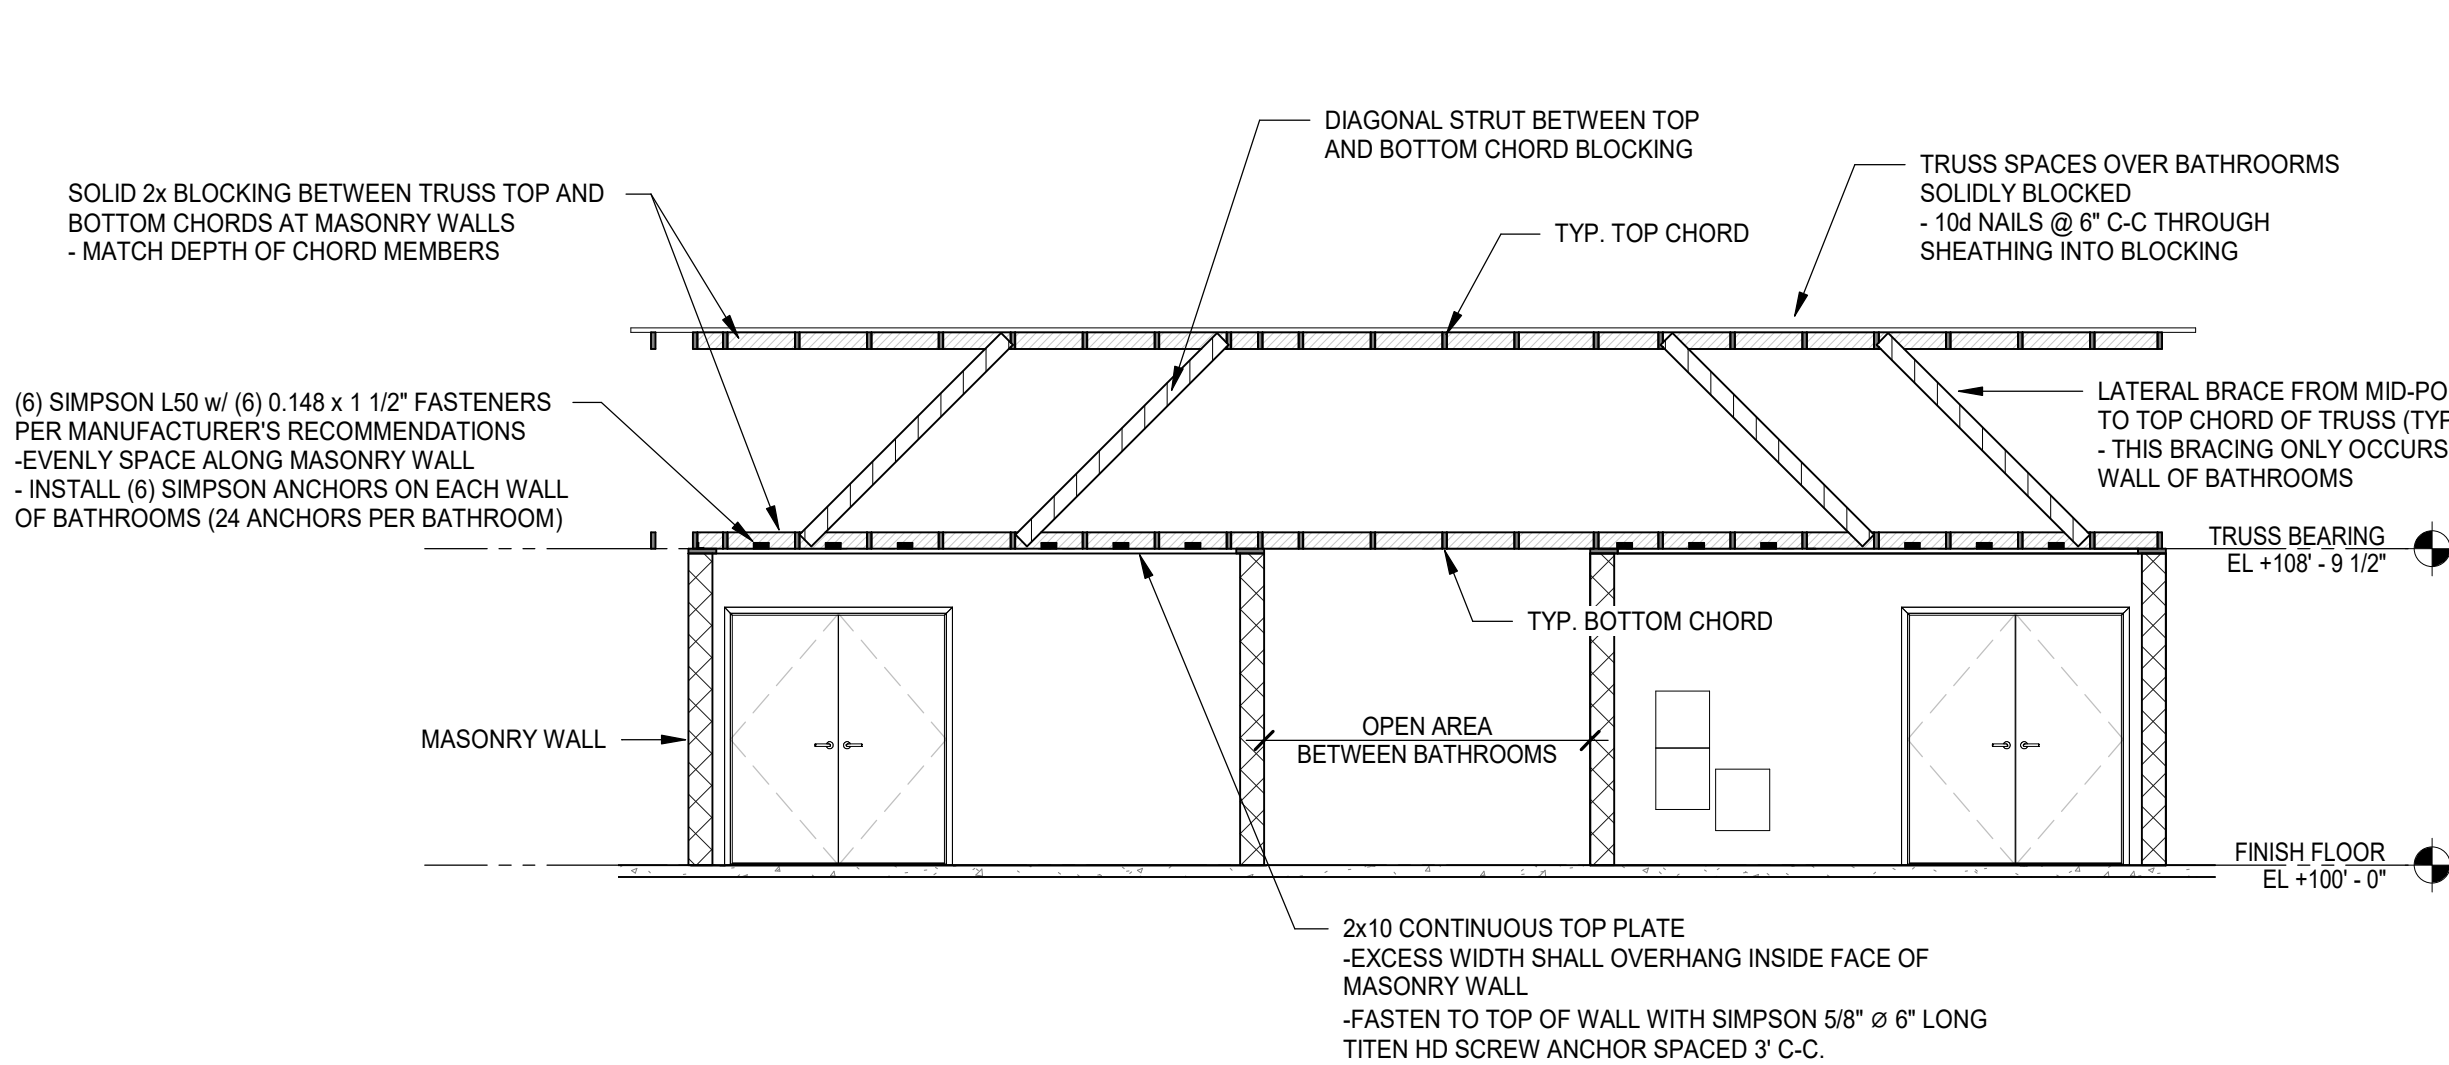 DIAGONAL STRUT BETWEEN TOP
AND BOTTOM CHORD BLOCKING
TRUSS SPACES OVER BATHROORMS
SOLIDLY BLOCKED
- 10d NAILS @ 6" C-C THROUGH
SHEATHING INTO BLOCKING
SOLID 2x BLOCKING BETWEEN TRUSS TOP AND
BOTTOM CHORDS AT MASONRY WALLS
- MATCH DEPTH OF CHORD MEMBERS
TYP. TOP CHORD
(6) SIMPSON L50 w/ (6) 0.148 x 1 1/2" FASTENERS
PER MANUFACTURER'S RECOMMENDATIONS
-EVENLY SPACE ALONG MASONRY WALL
- INSTALL (6) SIMPSON ANCHORS ON EACH WALL
OF BATHROOMS (24 ANCHORS PER BATHROOM)
LATERAL BRACE FROM MID-PO
TO TOP CHORD OF TRUSS (TYP
- THIS BRACING ONLY OCCURS
WALL OF BATHROOMS
TRUSS BEARING
EL +108' - 9 1/2"
TYP. BOTTOM CHORD
MASONRY WALL
OPEN AREA
BETWEEN BATHROOMS
FINISH FLOOR
EL +100' - 0"
2x10 CONTINUOUS TOP PLATE
-EXCESS WIDTH SHALL OVERHANG INSIDE FACE OF
MASONRY WALL
-FASTEN TO TOP OF WALL WITH SIMPSON 5/8" ⌀ 6" LONG
TITEN HD SCREW ANCHOR SPACED 3' C-C.